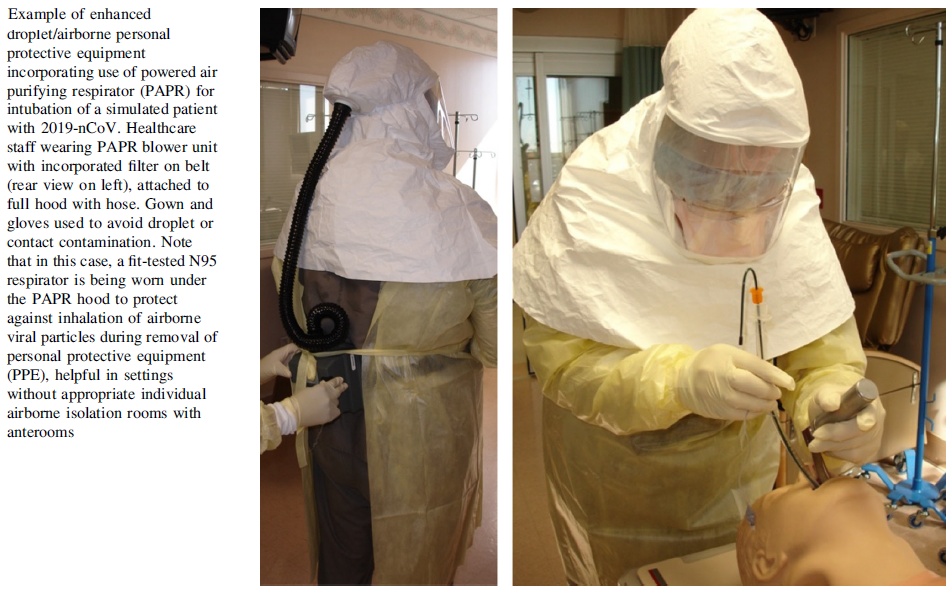 Example of enhanced
droplet/airborne personal
protective equipment
incorporating use of powered air
purifying respirator (PAPR) for
intubation of a simulated patient
with 2019-nCoV. Healthcare
staff wearing PAPR blower unit
with incorporated filter on belt
(rear view on left), attached to
full hood with hose. Gown and
gloves used to avoid droplet or
contact contamination. Note
that in this case, a fit-tested N95
respirator is being worn under
the PAPR hood to protect
against inhalation of airborne
viral particles during removal of
personal protective equipment
(PPE), helpful in settings
without appropriate individual
airborne isolation rooms with
anterooms